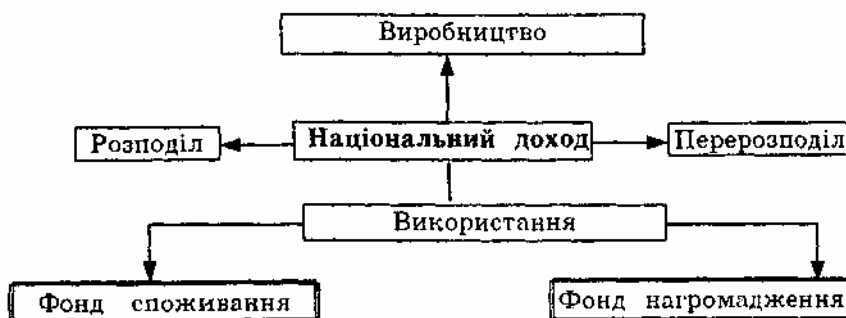 Виробництво
Розподіл
Національний доход
Перерозподіл
Використання
Фонд споживання
Фонд нагромадження